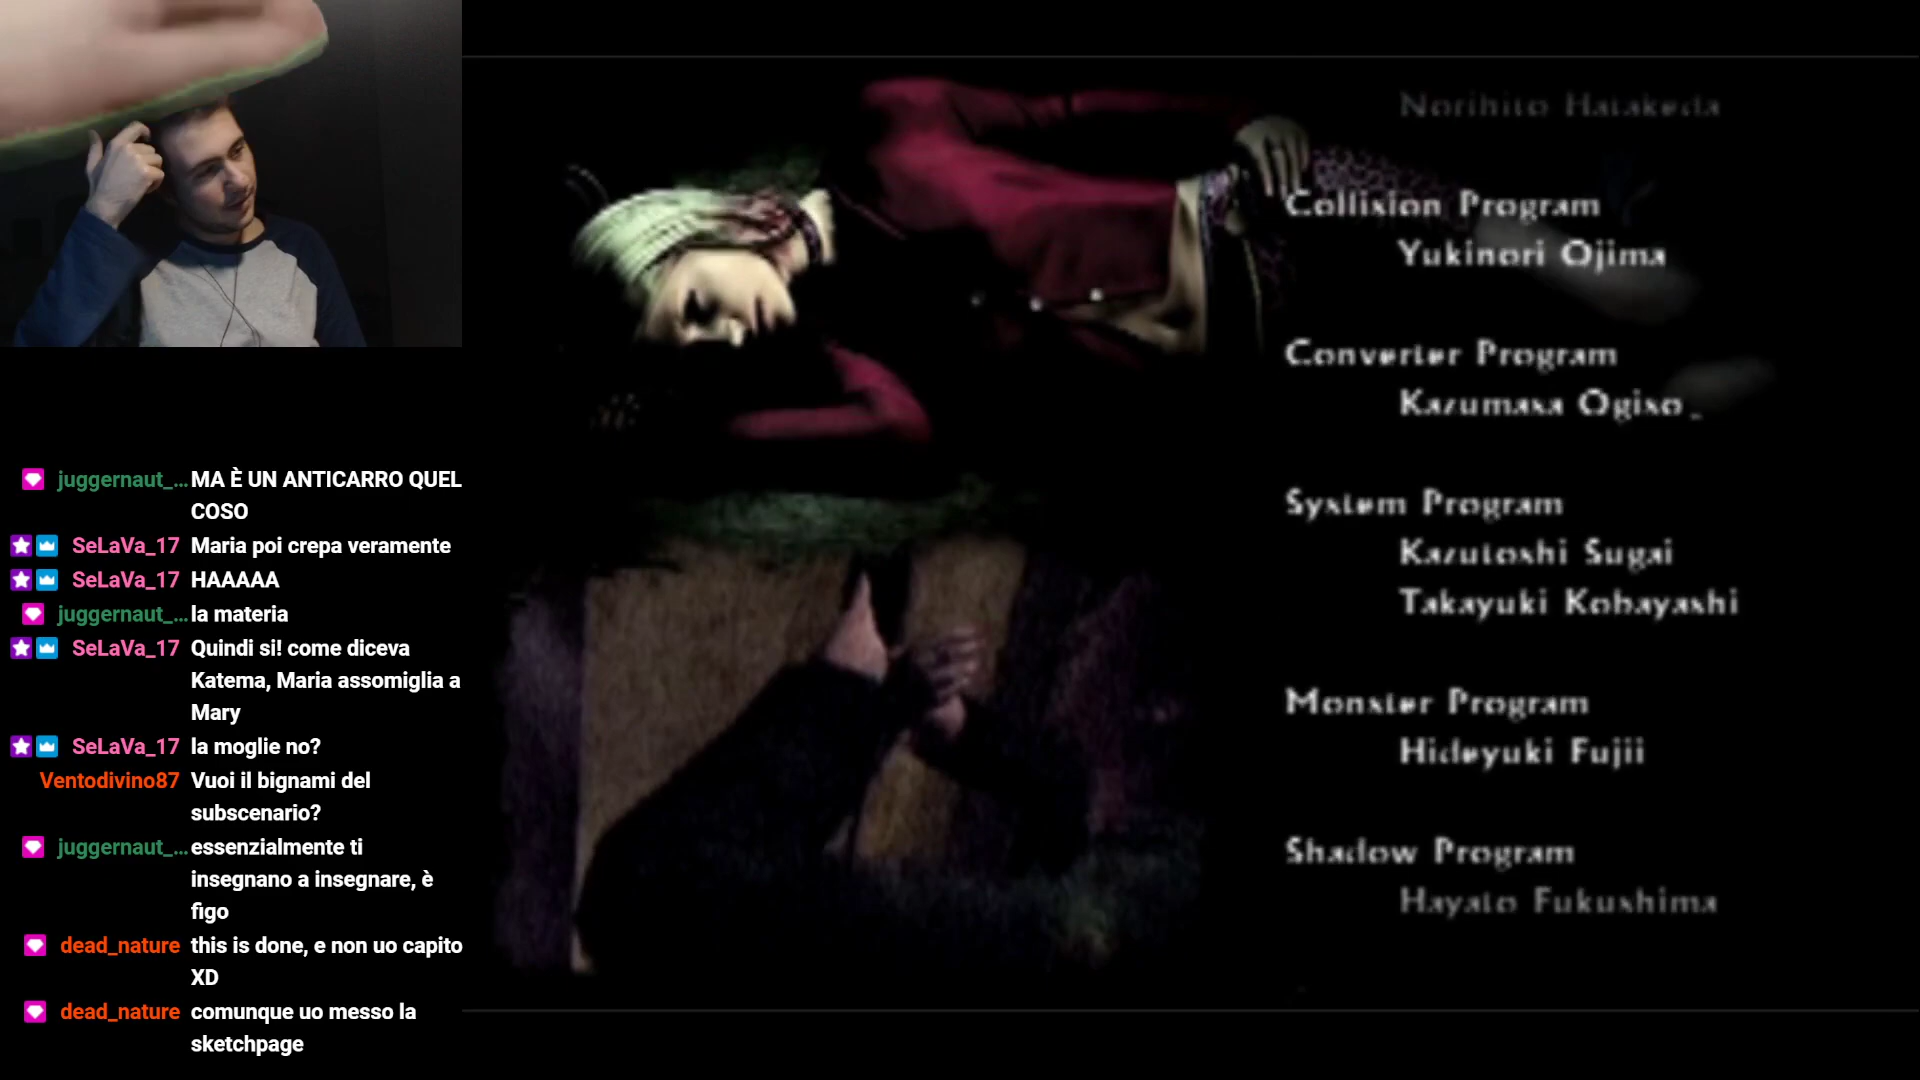 juggernaut_... MA È UN ANTICARRO QUEL
COSO
SeLaVa_17 Maria poi crepa veramente
SeLaVa_17 HAAAAA
juggernaut_... la materia
SeLaVa_17 Quindi si! come diceva
Katema, Maria assomiglia a
Mary
SeLaVa_17 la moglie no?
Ventodivino87 Vuoi il bignami del
subscenario?
juggernaut_... essenzialmente ti
insegnano a insegnare, è
figo
dead_nature this is done, e non uo capito
XD
dead_nature comunque uo messo la
sketchpage
Norihito Hatakeda
Collision Program
Yukinori Ojima
Converter Program
Kazumasa Ogiso
System Program
Kazutoshi Sugai
Takayuki Kobayashi
Monster Program
Hideyuki Fujii
Shadow Program
Hayato Fukushima